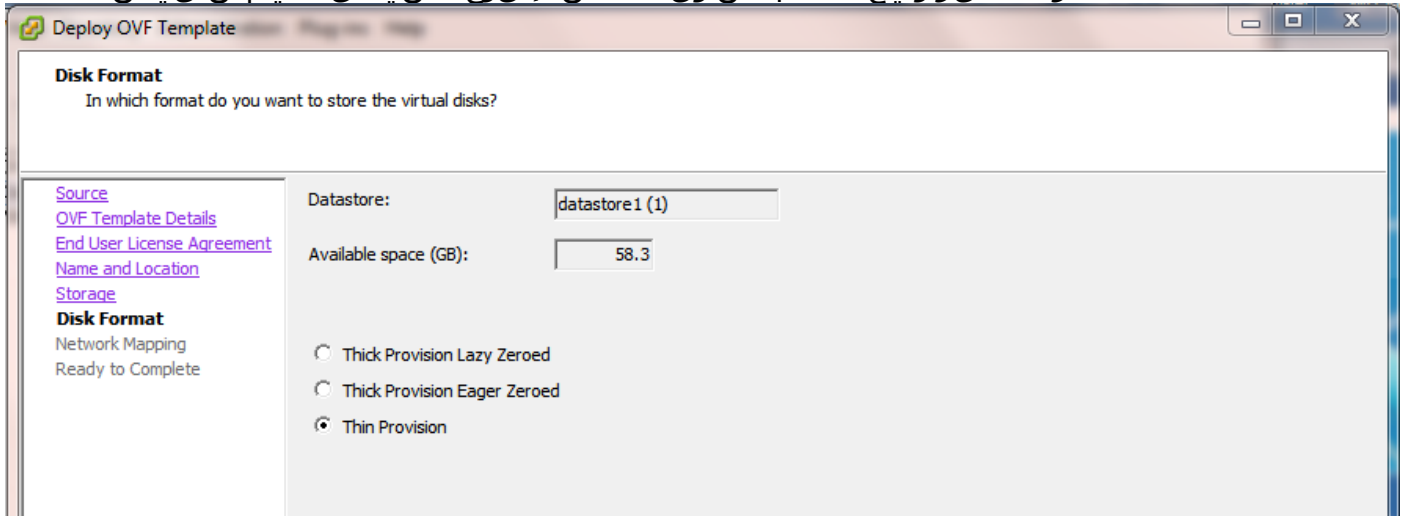 Deploy OVF Template
Disk Format
In which format do you want to store the virtual disks?
Source
OVF Template Details
End User License Agreement
Name and Location
Storage
Disk Format
Network Mapping
Ready to Complete
Datastore: datastore1 (1)
Available space (GB): 58.3
Thick Provision Lazy Zeroed
Thick Provision Eager Zeroed
Thin Provision